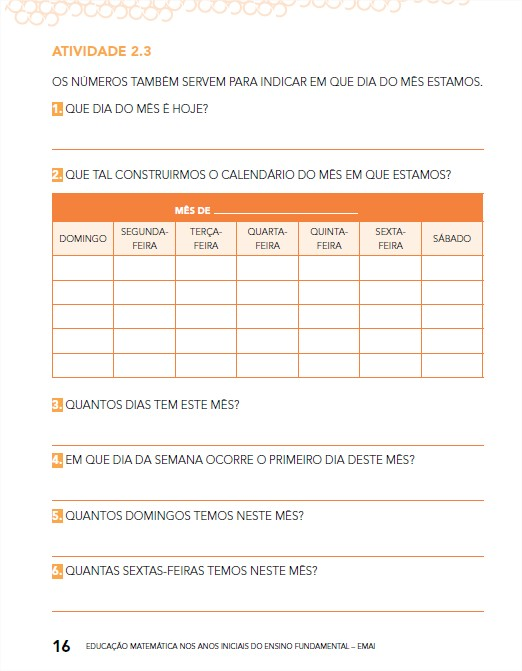 ATIVIDADE 2.3
OS NÚMEROS TAMBÉM SERVEM PARA INDICAR EM QUE DIA DO MÊS ESTAMOS.
1. QUE DIA DO MÊS É HOJE?
2. QUE TAL CONSTRUIRMOS O CALENDÁRIO DO MÊS EM QUE ESTAMOS?
MÊS DE
DOMINGO SEGUNDA-FEIRA TERÇA-FEIRA QUARTA-FEIRA QUINTA-FEIRA SEXTA-FEIRA SÁBADO
3. QUANTOS DIAS TEM ESTE MÊS?
4. EM QUE DIA DA SEMANA OCORRE O PRIMEIRO DIA DESTE MÊS?
5. QUANTOS DOMINGOS TEMOS NESTE MÊS?
6. QUANTAS SEXTAS-FEIRAS TEMOS NESTE MÊS?
16 EDUCAÇÃO MATEMÁTICA NOS ANOS INICIAIS DO ENSINO FUNDAMENTAL – EMAI